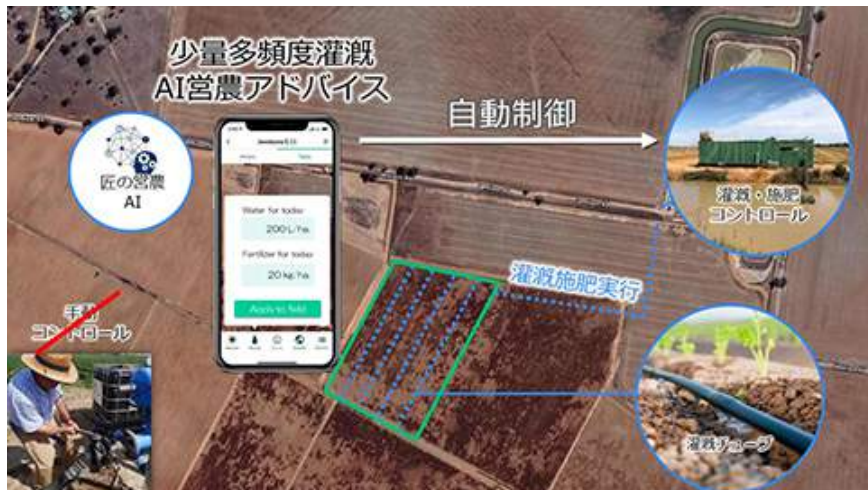 少量多頻度灌漑
AI営農アドバイス
自動制御
匠の営農
AI
Water for today
200 L/ha
Fertilizer for today
20 kg/ha
Apply to field
灌漑・施肥
コントロール
灌漑施肥実行
手動
コントロール
灌漑チューブ